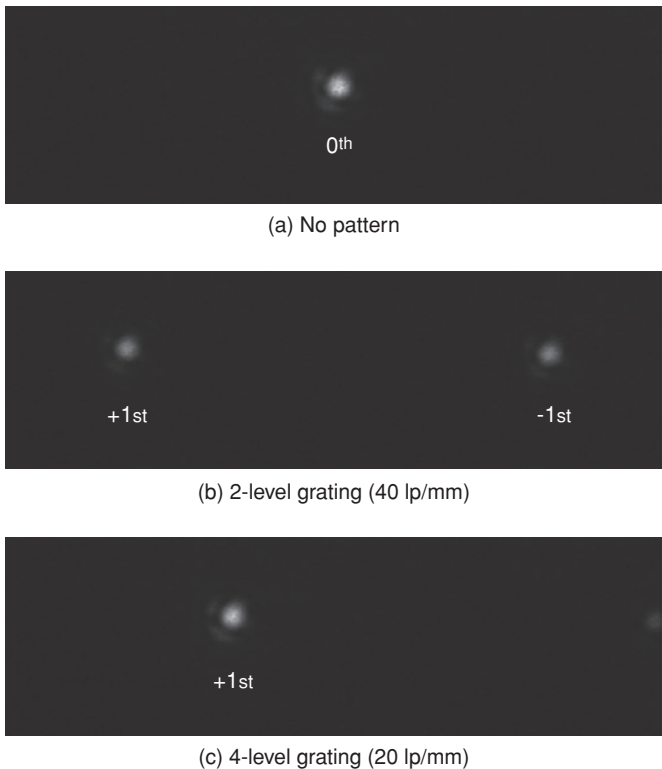 0th
(a) No pattern
+1st
-1st
(b) 2-level grating (40 lp/mm)
+1st
(c) 4-level grating (20 lp/mm)